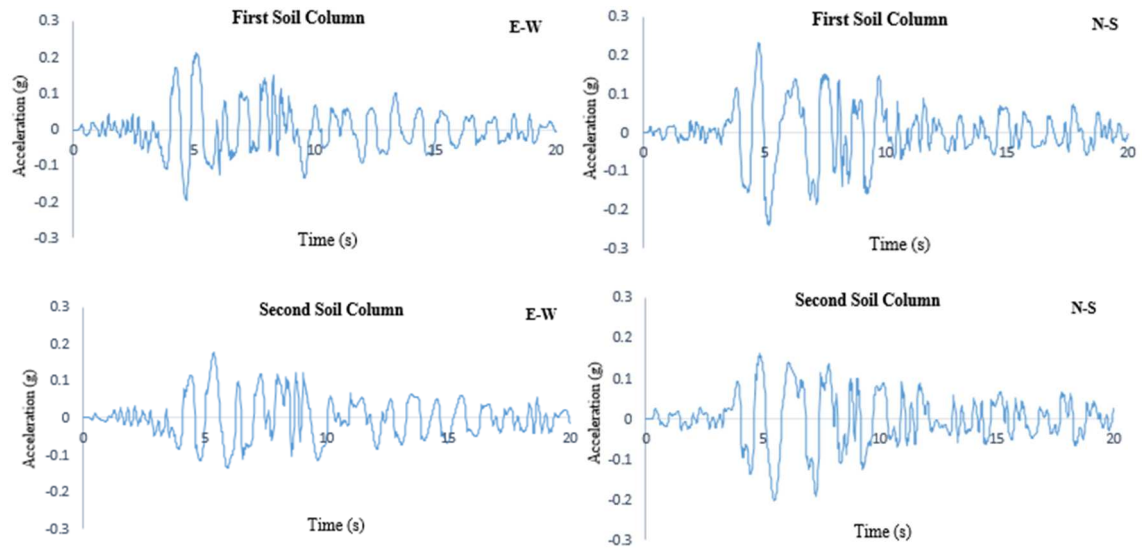 First Soil Column
E-W
0.3
0.2
0.1
0
-0.1
-0.2
-0.3
Acceleration (g)
0 5 10 15 20
Time (s)
First Soil Column
N-S
0.3
0.2
0.1
0
-0.1
-0.2
-0.3
Acceleration (g)
0 5 10 15 20
Time (s)
Second Soil Column
E-W
0.3
0.2
0.1
0
-0.1
-0.2
-0.3
Acceleration (g)
0 5 10 15 20
Time (s)
Second Soil Column
N-S
0.3
0.2
0.1
0
-0.1
-0.2
-0.3
Acceleration (g)
0 5 10 15 20
Time (s)